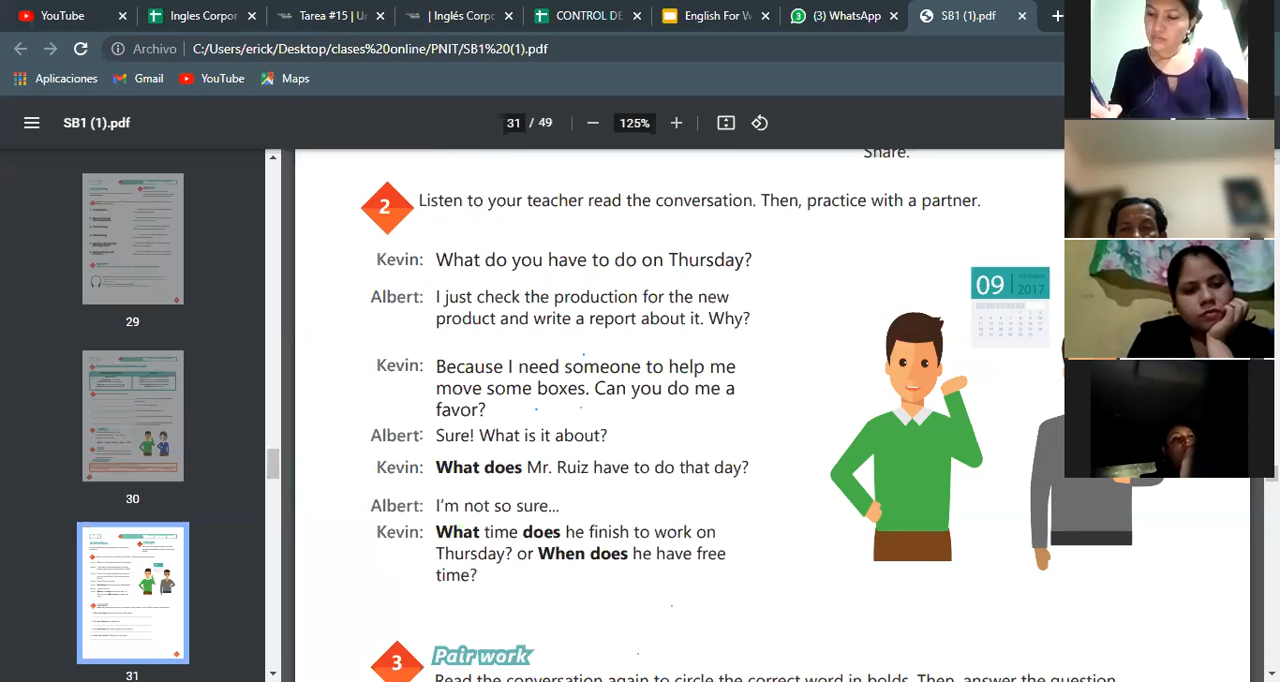 YouTube
Ingles Corpor
Tarea #15 | U
| Inglés Corpo
CONTROL DE
English For W
(3) WhatsApp
SB1 (1).pdf
Archivo | C:/Users/erick/Desktop/clases%20online/PNIT/SB1%20(1).pdf
Aplicaciones
Gmail
YouTube
Maps
SB1 (1).pdf
31 / 49
125%
29
30
31
Share.
2 Listen to your teacher read the conversation. Then, practice with a partner.
Kevin: What do you have to do on Thursday?
Albert: I just check the production for the new
product and write a report about it. Why?
Kevin: Because I need someone to help me
move some boxes. Can you do me a
favor?
Albert: Sure! What is it about?
Kevin: What does Mr. Ruiz have to do that day?
Albert: I'm not so sure...
Kevin: What time does he finish to work on
Thursday? or When does he have free
time?
09
2017
3 Pair work
Read the conversation again to circle the correct word in bolds. Then, answer the question